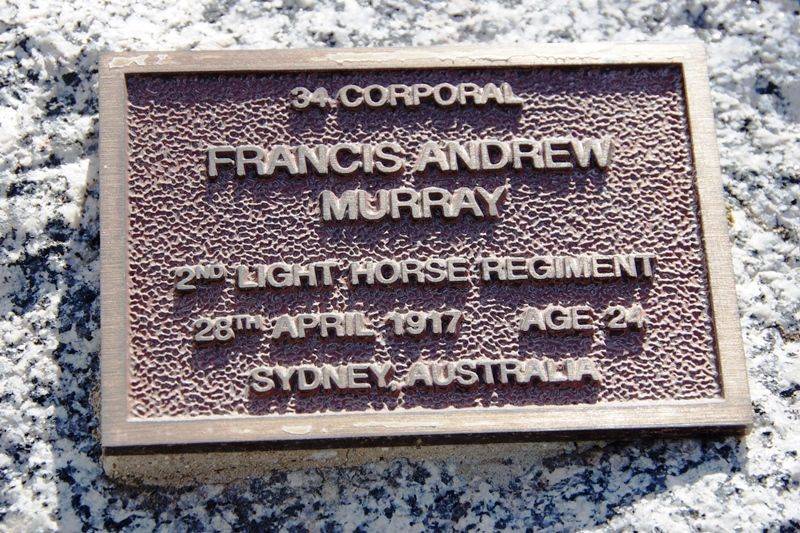 34 CORPORAL
FRANCIS ANDREW
MURRAY
2ND LIGHT HORSE REGIMENT
28TH APRIL 1917 AGE 24
SYDNEY, AUSTRALIA